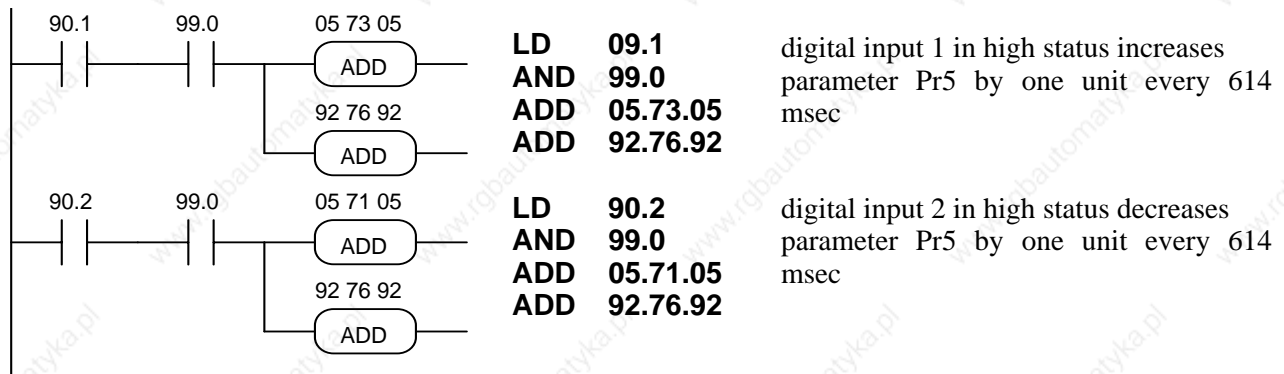 90.1 99.0 05 73 05
ADD
92 76 92
ADD
LD 09.1
AND 99.0
ADD 05.73.05
ADD 92.76.92
digital input 1 in high status increases
parameter Pr5 by one unit every 614
msec
90.2 99.0 05 71 05
ADD
92 76 92
ADD
LD 90.2
AND 99.0
ADD 05.71.05
ADD 92.76.92
digital input 2 in high status decreases
parameter Pr5 by one unit every 614
msec
www.rgbautomatyka.pl